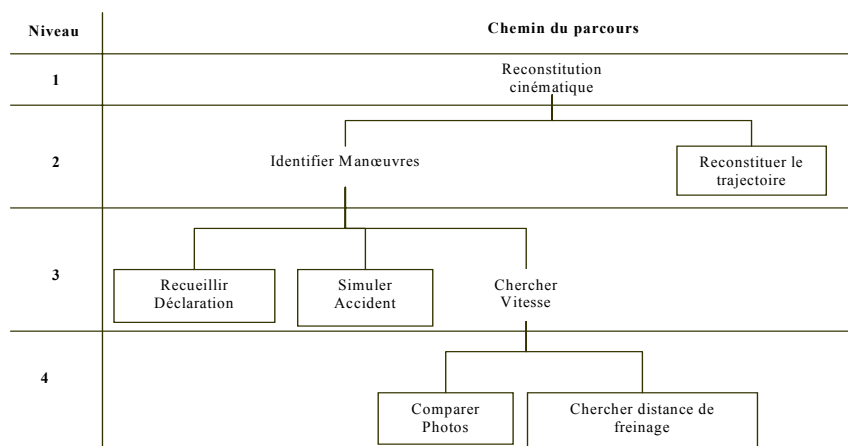 Niveau
Chemin du parcours
1
Reconstitution
cinématique
2
Identifier Manœuvres
Reconstituer le
trajectoire
3
Recueillir
Déclaration
Simuler
Accident
Chercher
Vitesse
4
Comparer
Photos
Chercher distance de
freinage